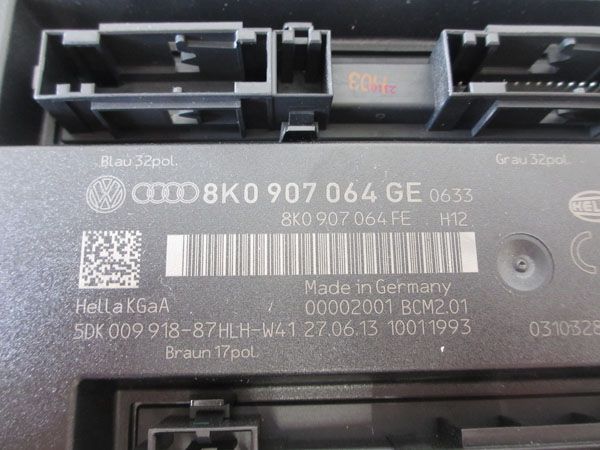 H03
Blau 32pol.
Grau 32pol.
8K0 907 064 GE 0633
8K0 907 064 FE H12
Made in Germany
Hella KGaA
00002001 BCM2.01
5DK 009 918-87HLH-W41 27.06.13 10011993
0310328
Braun 17pol.